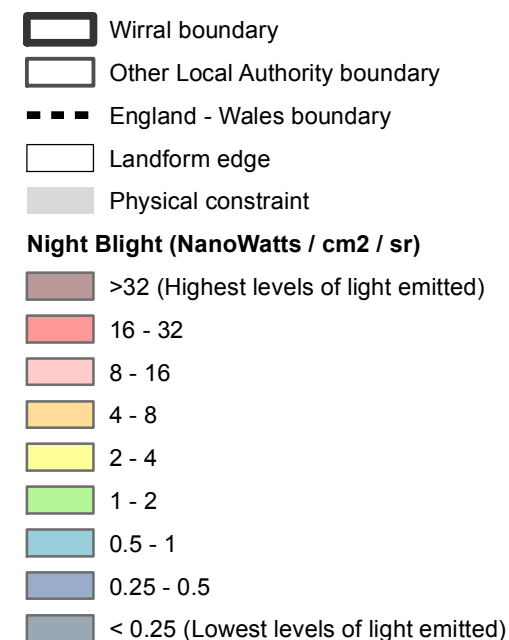 Wirral boundary
Other Local Authority boundary
England - Wales boundary
Landform edge
Physical constraint
Night Blight (NanoWatts / cm2 / sr)
>32 (Highest levels of light emitted)
16 - 32
8 - 16
4 - 8
2 - 4
1 - 2
0.5 - 1
0.25 - 0.5
< 0.25 (Lowest levels of light emitted)